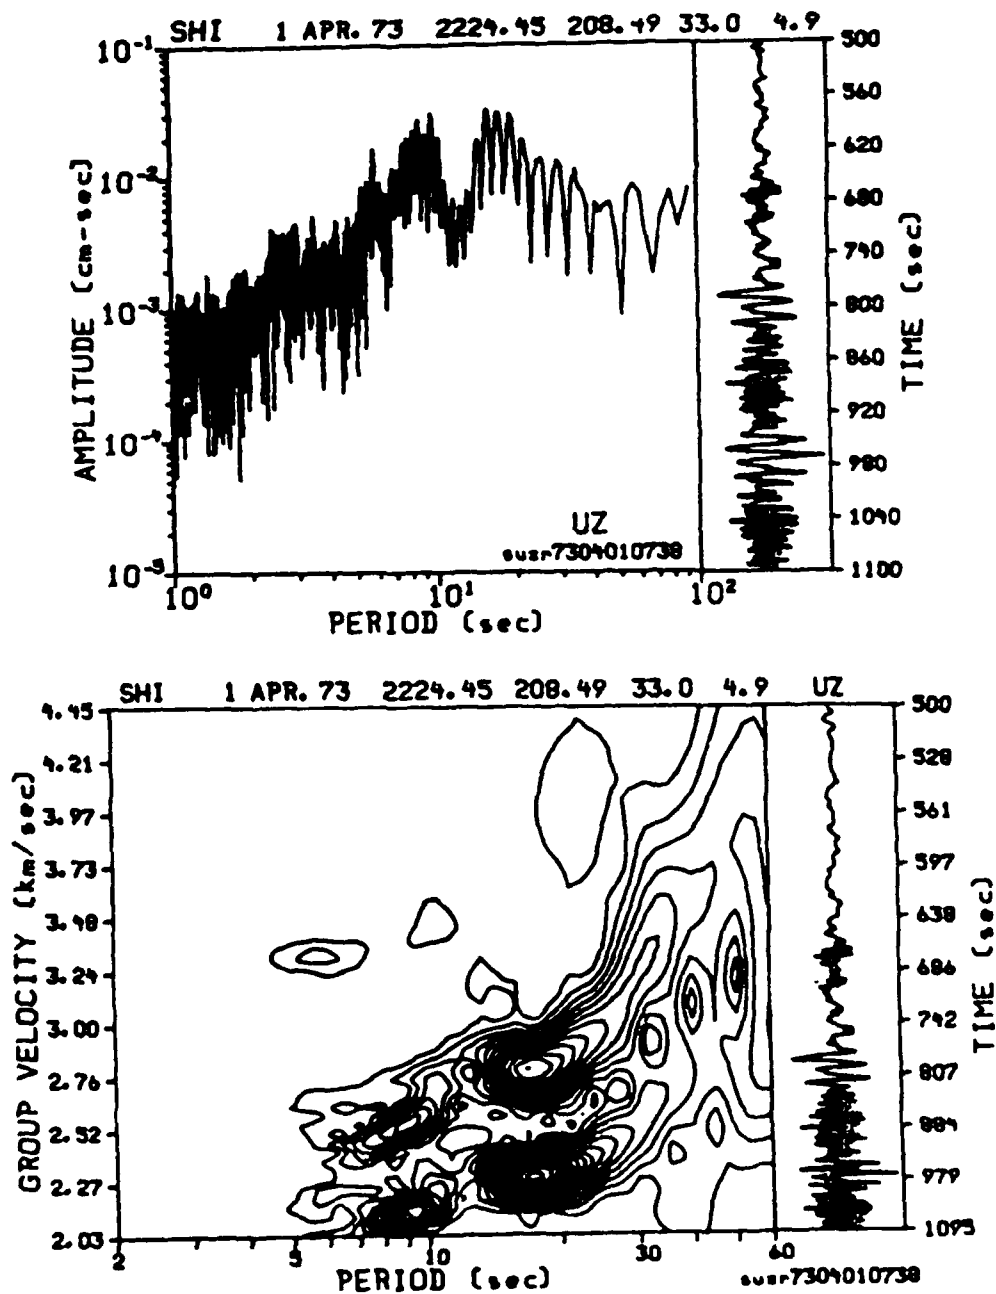 SHI 1 APR. 73 2224.45 208.49 33.0 4.9
10-1
10-2
10-3
10-4
10-5
AMPLITUDE (cm-sec)
UZ
susr7304010738
10⁰ 10¹ 10²
PERIOD (sec)
500
560
620
680
740
800
860
920
980
1040
1100
TIME (sec)
SHI 1 APR. 73 2224.45 208.49 33.0 4.9 UZ
4.45
4.21
3.97
3.73
3.48
3.24
3.00
2.76
2.52
2.27
2.03
GROUP VELOCITY (km/sec)
2 5 10 30 60
PERIOD (sec)
susr7304010738
500
528
561
597
638
686
742
807
884
979
1095
TIME (sec)